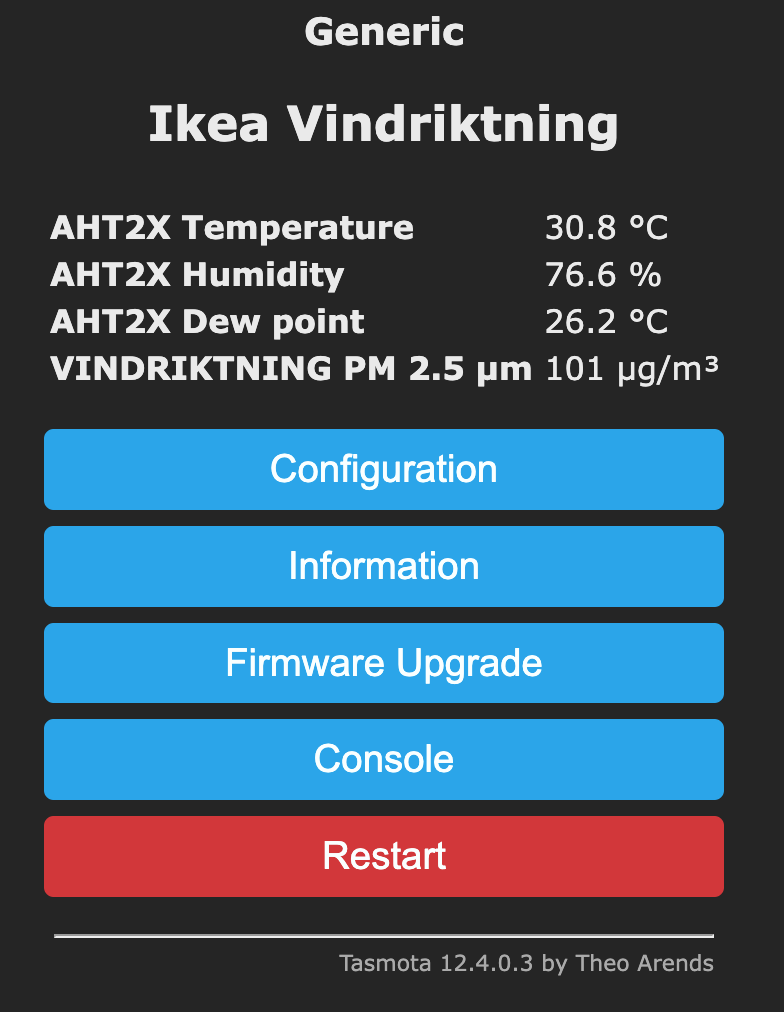 Generic
Ikea Vindriktning
AHT2X Temperature 30.8 °C
AHT2X Humidity 76.6 %
AHT2X Dew point 26.2 °C
VINDRIKTNING PM 2.5 µm 101 µg/m³
Configuration
Information
Firmware Upgrade
Console
Restart
Tasmota 12.4.0.3 by Theo Arends